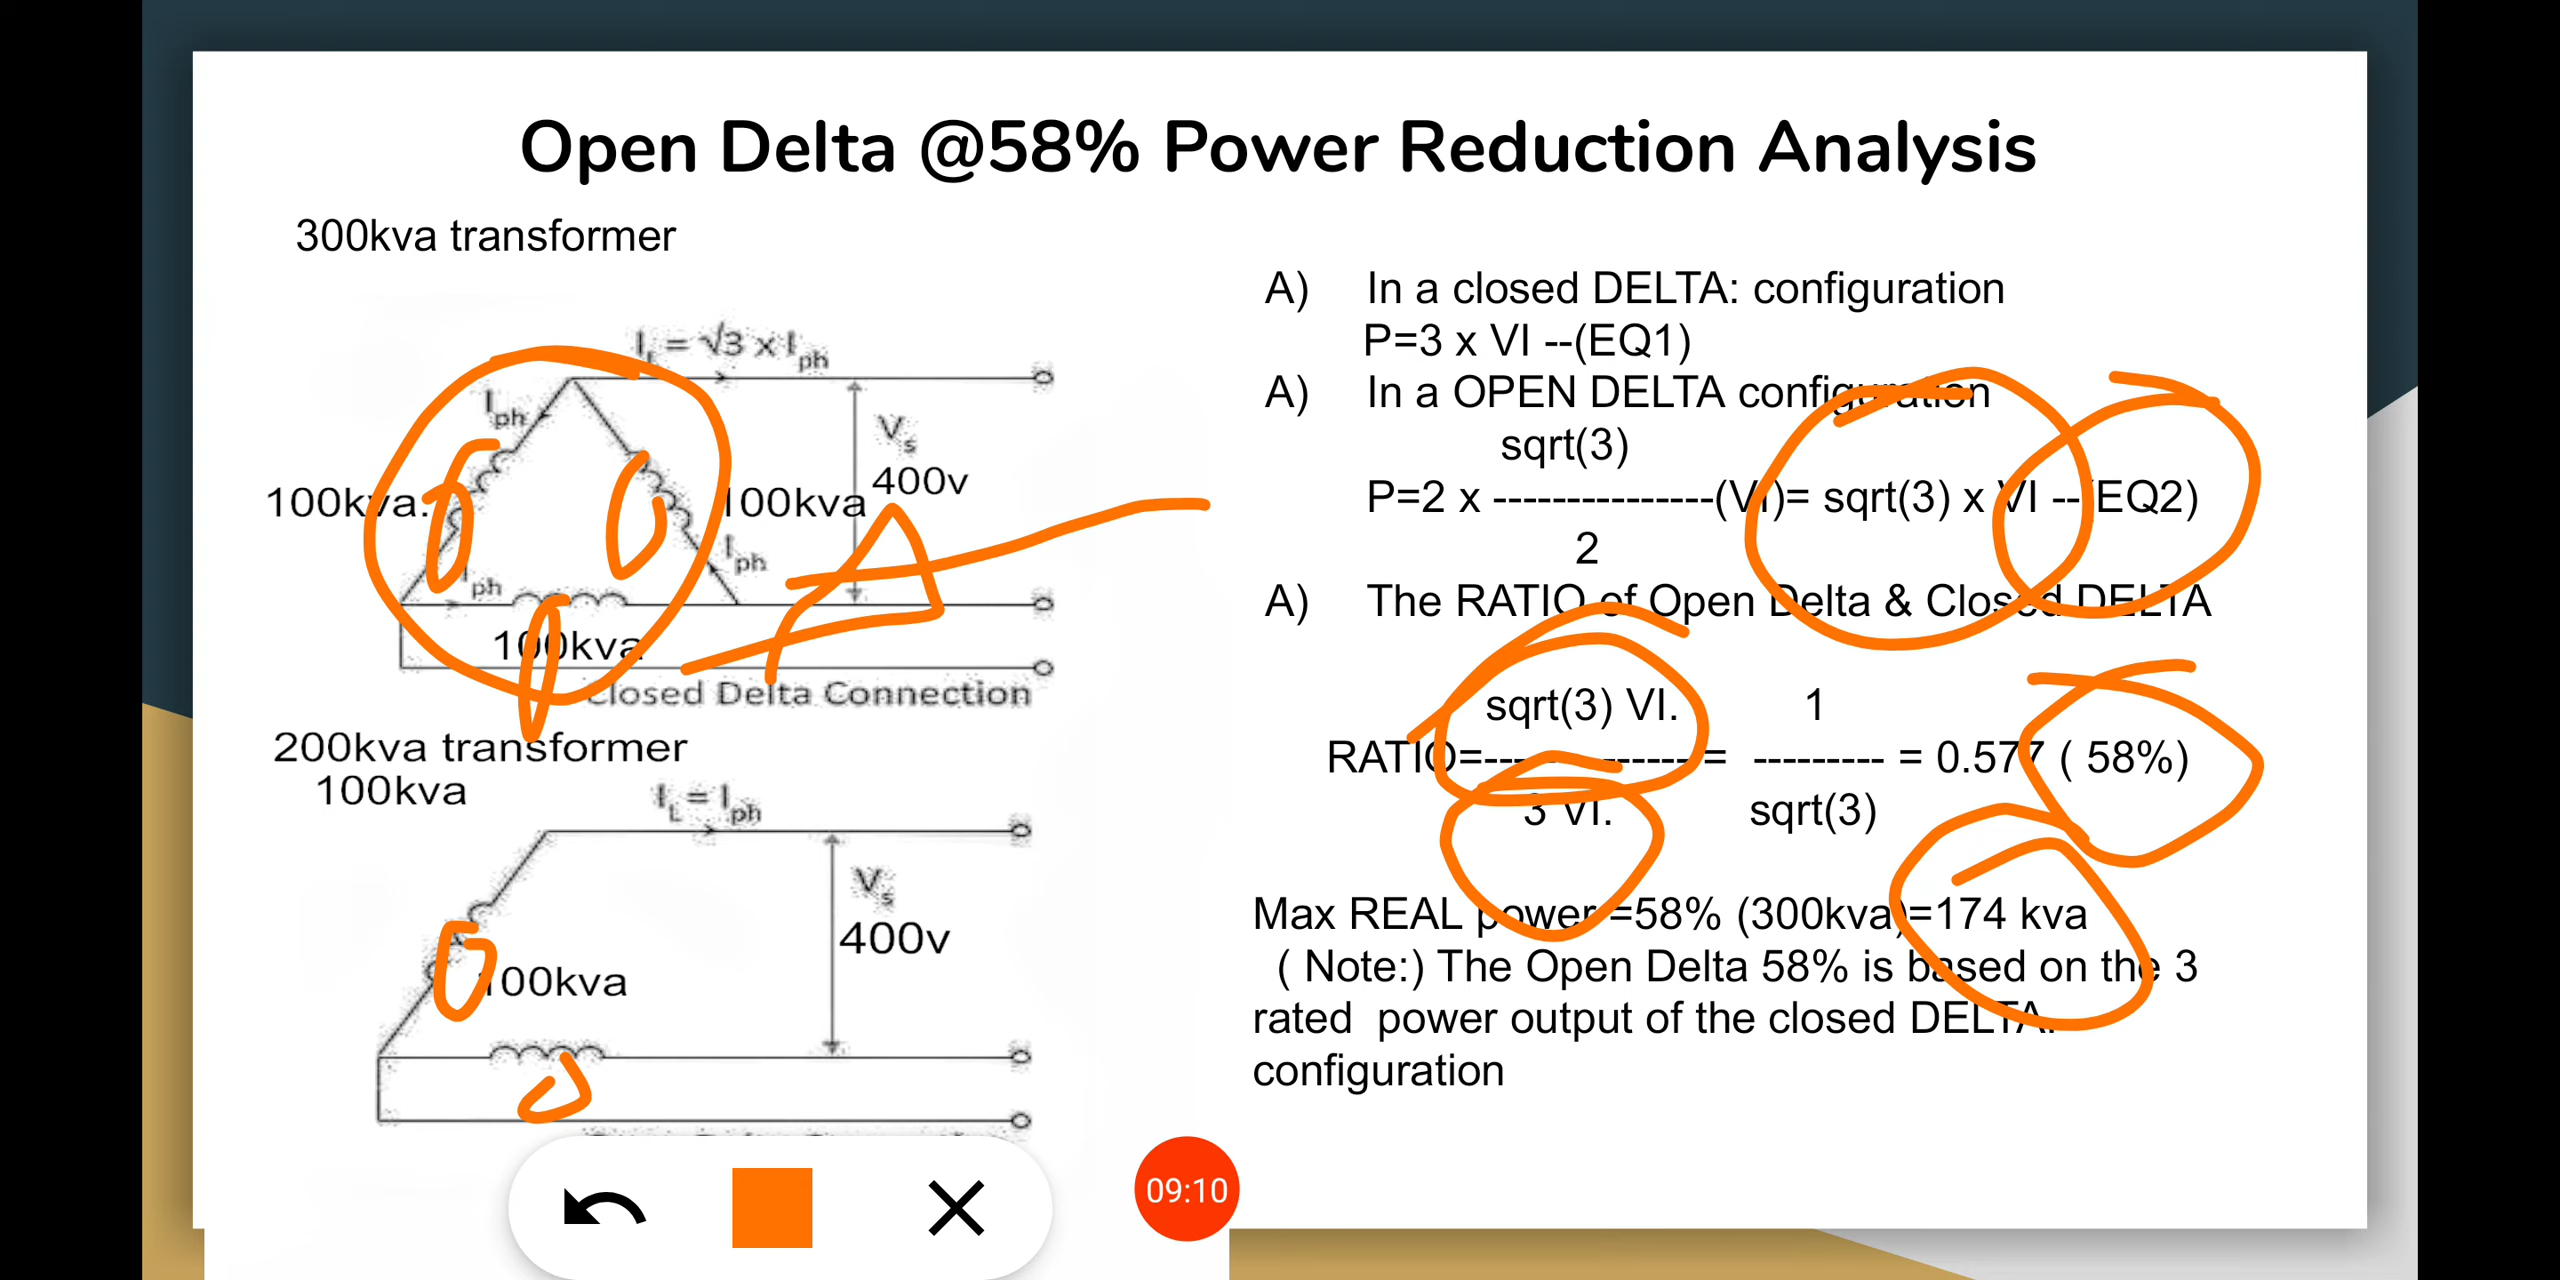 Open Delta @58% Power Reduction Analysis
300kva transformer
I_L = √3 x I_ph
I_ph
V_s
400v
100kva.
100kva
I_ph
I_ph
100kva
Closed Delta Connection
200kva transformer
100kva
I_L = I_ph
V_s
400v
100kva
A) In a closed DELTA: configuration
P=3 x VI --(EQ1)
A) In a OPEN DELTA configuration
sqrt(3)
P=2 x ---------------(VI)= sqrt(3) x VI --(EQ2)
2
A) The RATIO of Open Delta & Closed DELTA
sqrt(3) VI. 1
RATIO=---------------= --------- = 0.577 ( 58%)
3 VI. sqrt(3)
Max REAL power =58% (300kva)=174 kva
( Note:) The Open Delta 58% is based on the 3
rated power output of the closed DELTA.
configuration
09:10